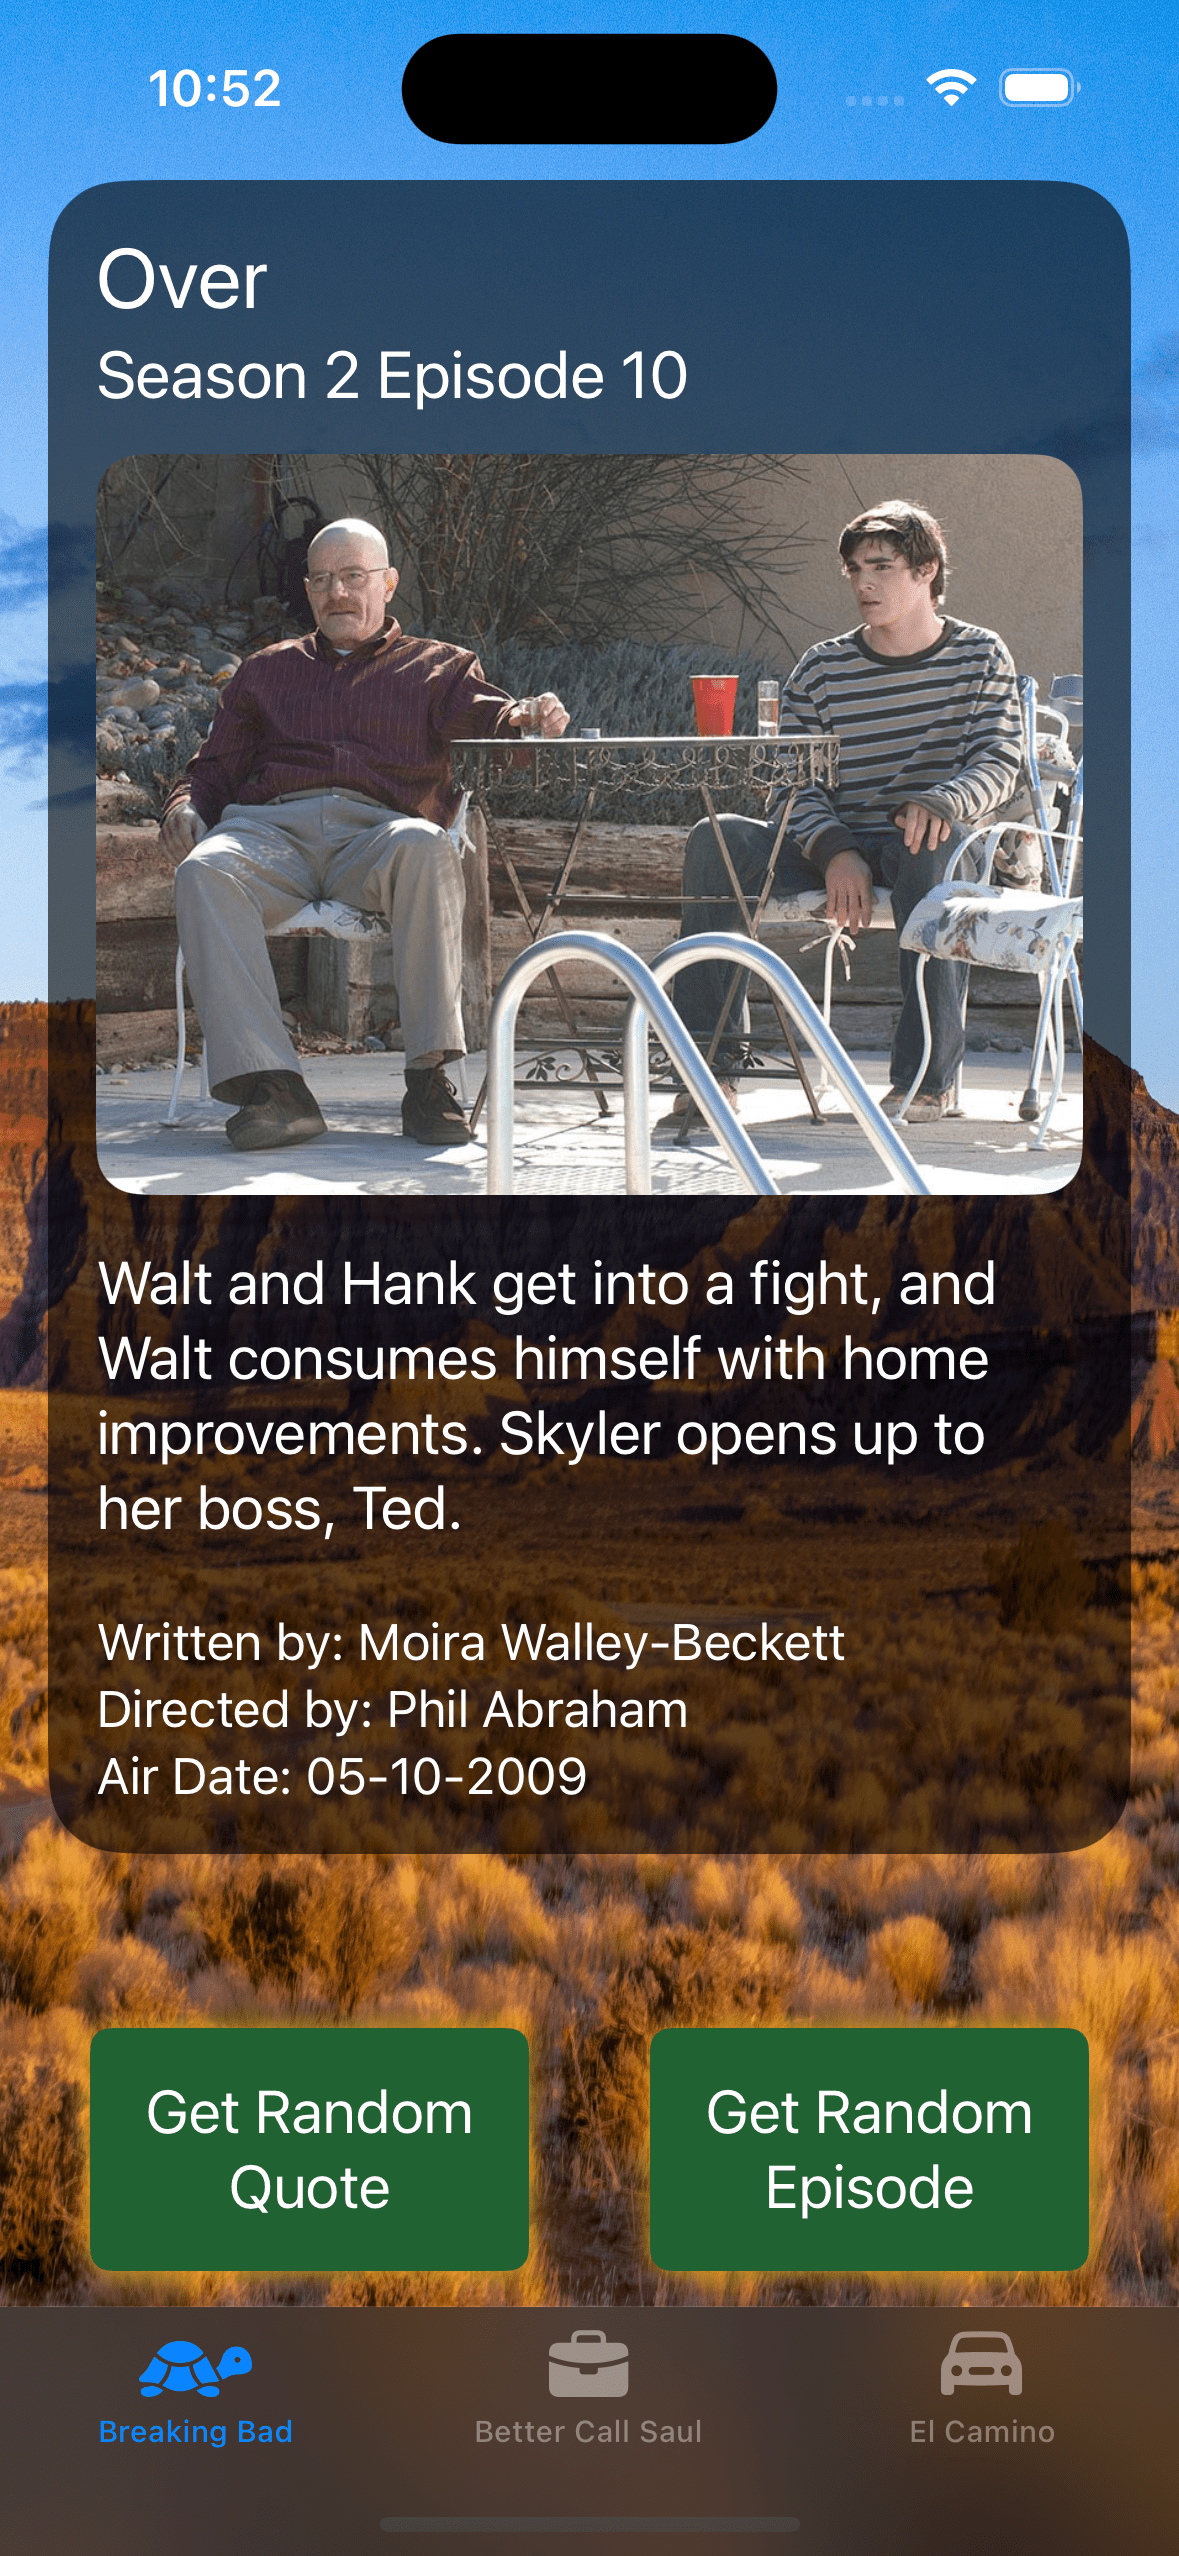 10:52
Over
Season 2 Episode 10
Walt and Hank get into a fight, and
Walt consumes himself with home
improvements. Skyler opens up to
her boss, Ted.
Written by: Moira Walley-Beckett
Directed by: Phil Abraham
Air Date: 05-10-2009
Get Random
Quote
Get Random
Episode
Breaking Bad
Better Call Saul
El Camino